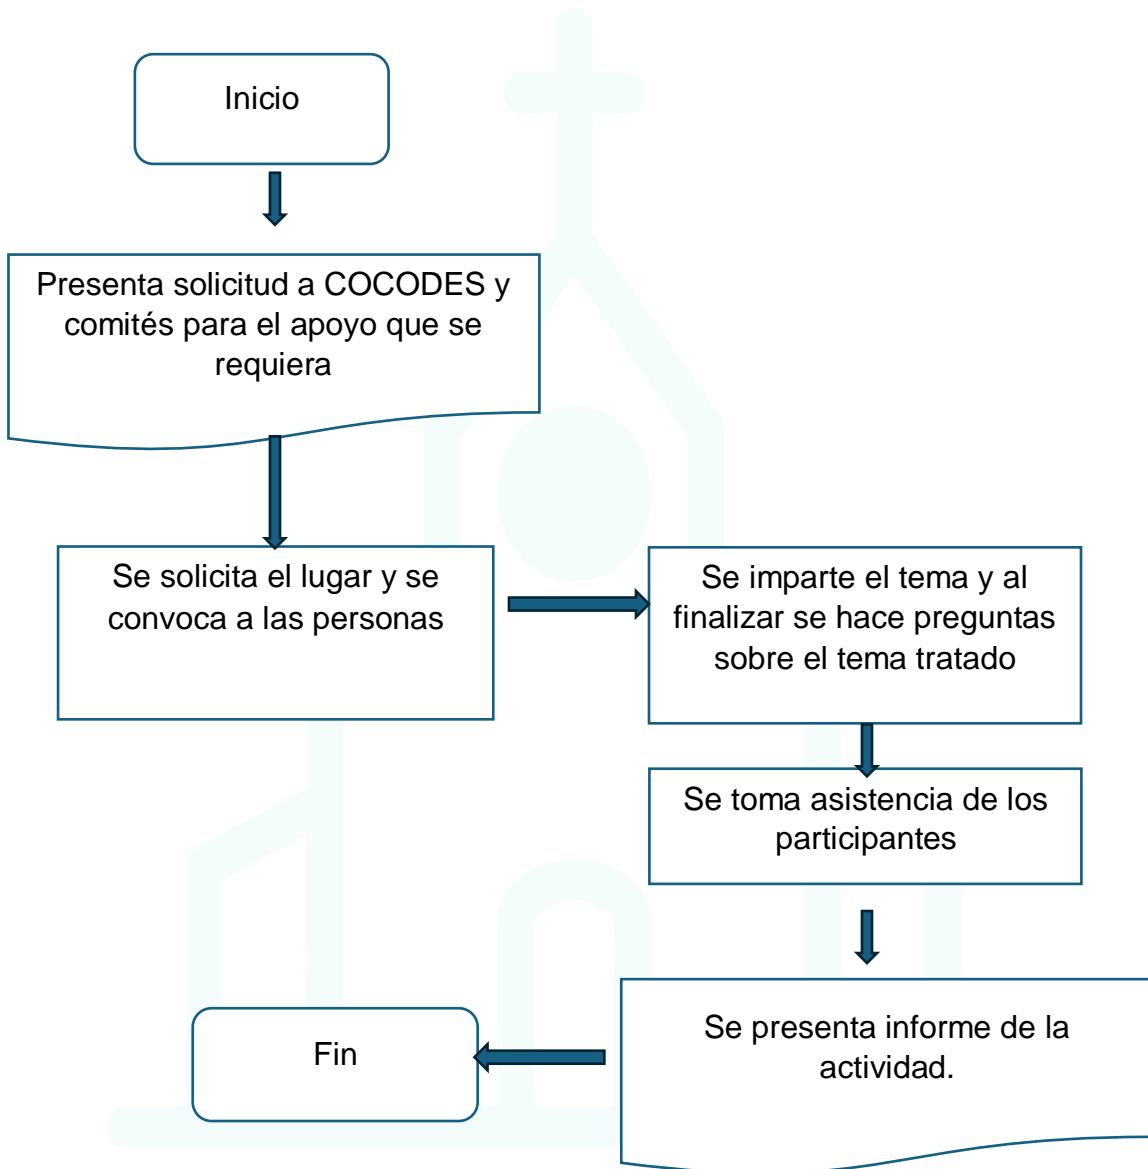 Inicio
Presenta solicitud a COCODES y
comités para el apoyo que se
requiera
Se solicita el lugar y se
convoca a las personas
Se imparte el tema y al
finalizar se hace preguntas
sobre el tema tratado
Se toma asistencia de los
participantes
Se presenta informe de la
actividad.
Fin